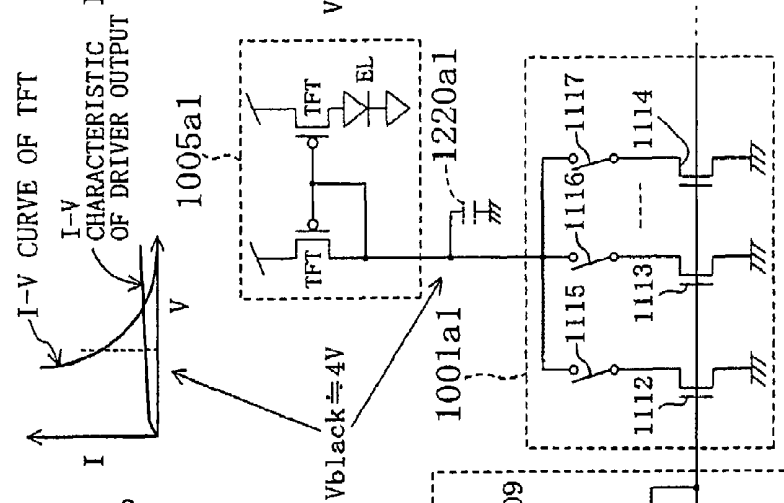 I-V CURVE OF TFT
I-V
CHARACTERISTIC
OF DRIVER OUTPUT
I
V
Vblack≒4V
1005a1
TFT
TFT
EL
1220a1
1001a1
1115
1116
1117
1112
1113
1114
V
09